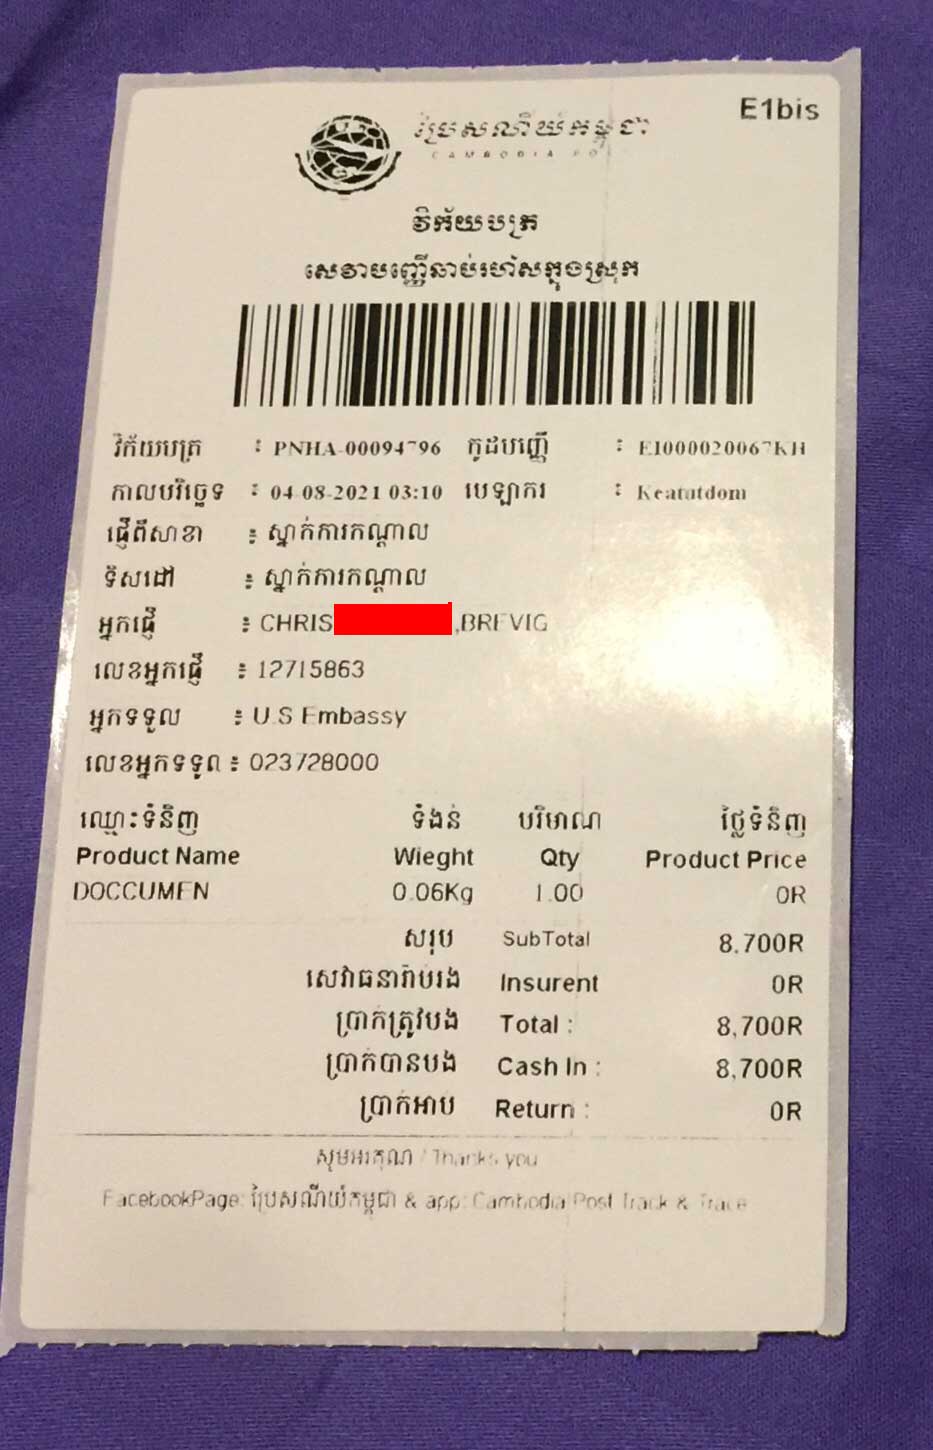 E1bis
ប្រៃសណីយ៍កម្ពុជា
CAMBODIA PO
វិក័យបត្រ
សេវាបញ្ញើឆាប់រហ័សក្នុងស្រុក
វិក័យបត្រ : PNHA-00094796 កូដបញ្ញើ : EI000020067KH
កាលបរិច្ឆេទ : 04-08-2021 03:10 បេឡាករ : Keatutdom
ផ្ញើពីសាខា : ស្នាក់ការកណ្តាល
ទិសដៅ : ស្នាក់ការកណ្តាល
អ្នកផ្ញើ : CHRIS ,BREVIG
លេខអ្នកផ្ញើ : 12715863
អ្នកទទួល : U.S Embassy
លេខអ្នកទទួល : 023728000
ឈ្មោះទំនិញ ទំងន់ បរិមាណ ថ្លៃទំនិញ
Product Name Wieght Qty Product Price
DOCCUMEN 0.06Kg 1.00 0R
សរុប SubTotal 8,700R
សេវាធនារ៉ាប់រង Insurent 0R
ប្រាក់ត្រូវបង់ Total : 8,700R
ប្រាក់បានបង់ Cash In : 8,700R
ប្រាក់អាប់ Return : 0R
សូមអរគុណ / Thanks you
FacebookPage: ប្រៃសណីយ៍កម្ពុជា & app: Cambodia Post Track & Trace